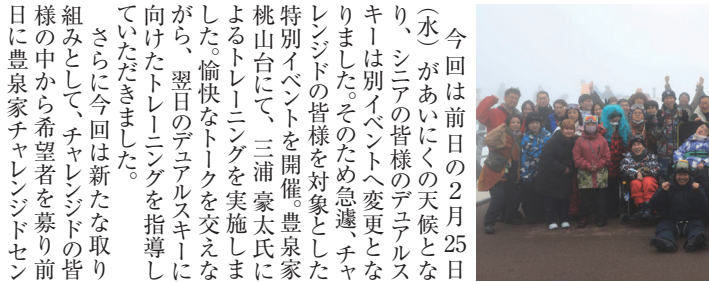 今回は前日の2月25日
（水）があいにくの天候とな
り、シニアの皆様のデュアルス
キーは別イベントへ変更とな
りました。そのため急遽、チャ
レンジドの皆様を対象とした
特別イベントを開催。豊泉家
桃山台にて、三浦 豪太氏に
よるトレーニングを実施しま
した。愉快なトークを交えな
がら、翌日のデュアルスキーに
向けたトレーニングを指導し
ていただきました。
さらに今回は新たな取り
組みとして、チャレンジドの皆
様の中から希望者を募り前
日に豊泉家チャレンジドセン